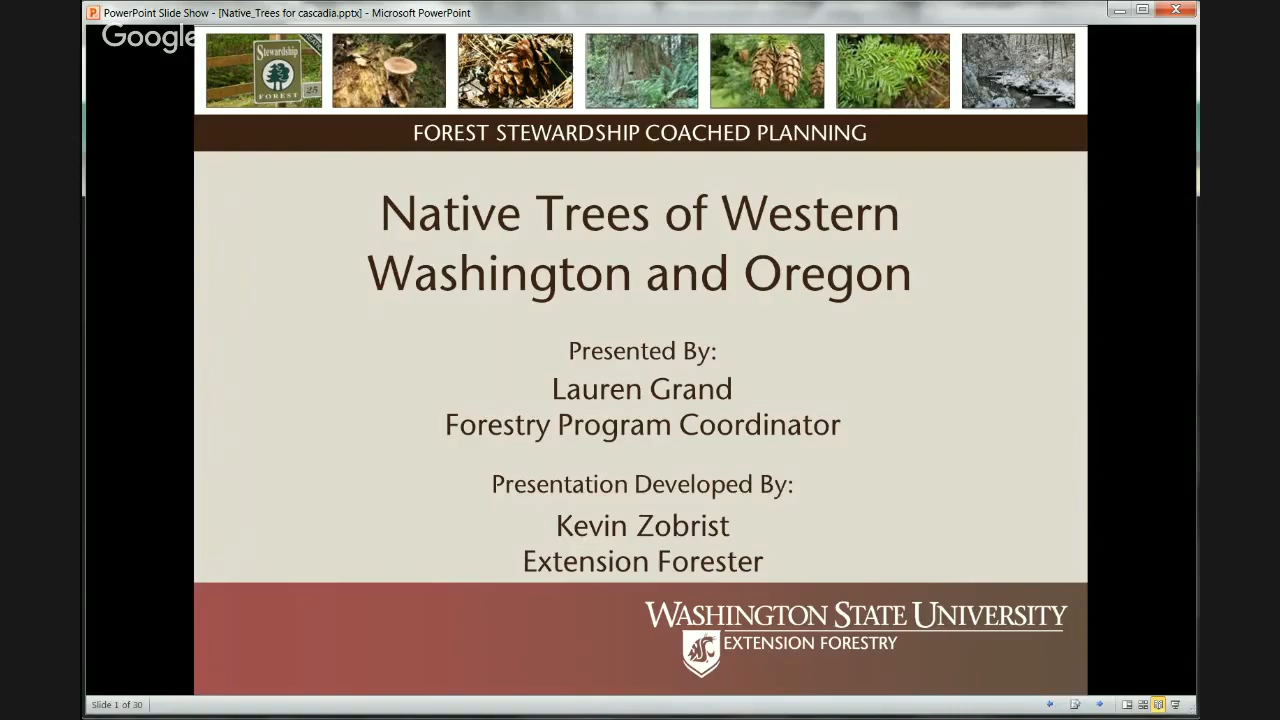 PowerPoint Slide Show - [Native_Trees for cascadia.pptx] - Microsoft PowerPoint
Google
Stewardship
FOREST
25
FOREST STEWARDSHIP COACHED PLANNING
Native Trees of Western
Washington and Oregon
Presented By:
Lauren Grand
Forestry Program Coordinator
Presentation Developed By:
Kevin Zobrist
Extension Forester
WASHINGTON STATE UNIVERSITY
EXTENSION FORESTRY
Slide 1 of 30